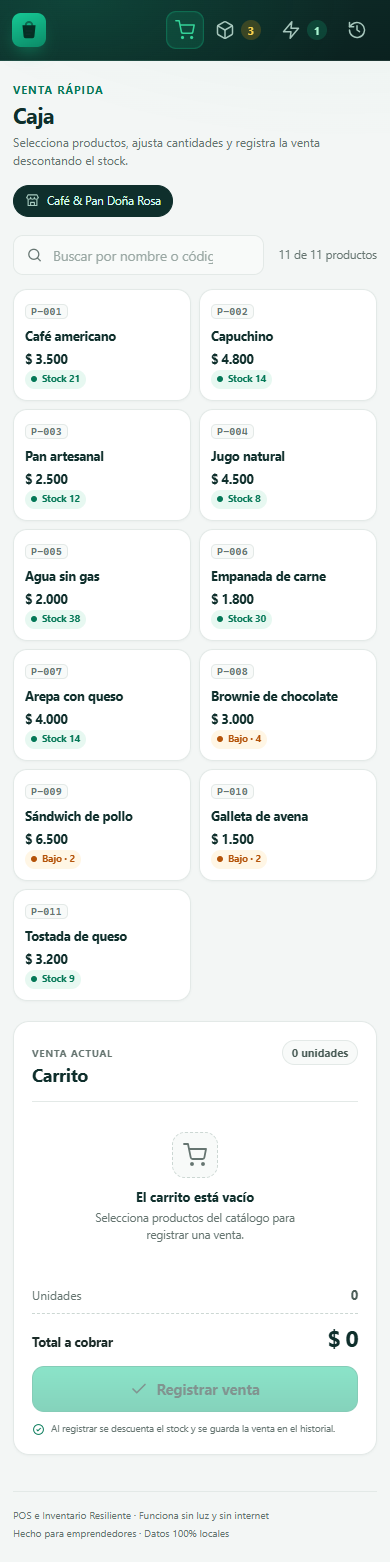 3
1
VENTA RÁPIDA
Caja
Selecciona productos, ajusta cantidades y registra la venta
descontando el stock.
Café & Pan Doña Rosa
Buscar por nombre o códig
11 de 11 productos
P-001
Café americano
$ 3.500
Stock 21
P-002
Capuchino
$ 4.800
Stock 14
P-003
Pan artesanal
$ 2.500
Stock 12
P-004
Jugo natural
$ 4.500
Stock 8
P-005
Agua sin gas
$ 2.000
Stock 38
P-006
Empanada de carne
$ 1.800
Stock 30
P-007
Arepa con queso
$ 4.000
Stock 14
P-008
Brownie de chocolate
$ 3.000
Bajo · 4
P-009
Sándwich de pollo
$ 6.500
Bajo · 2
P-010
Galleta de avena
$ 1.500
Bajo · 2
P-011
Tostada de queso
$ 3.200
Stock 9
VENTA ACTUAL
Carrito
0 unidades
El carrito está vacío
Selecciona productos del catálogo para
registrar una venta.
Unidades 0
Total a cobrar $ 0
Registrar venta
Al registrar se descuenta el stock y se guarda la venta en el historial.
POS e Inventario Resiliente · Funciona sin luz y sin internet
Hecho para emprendedores · Datos 100% locales